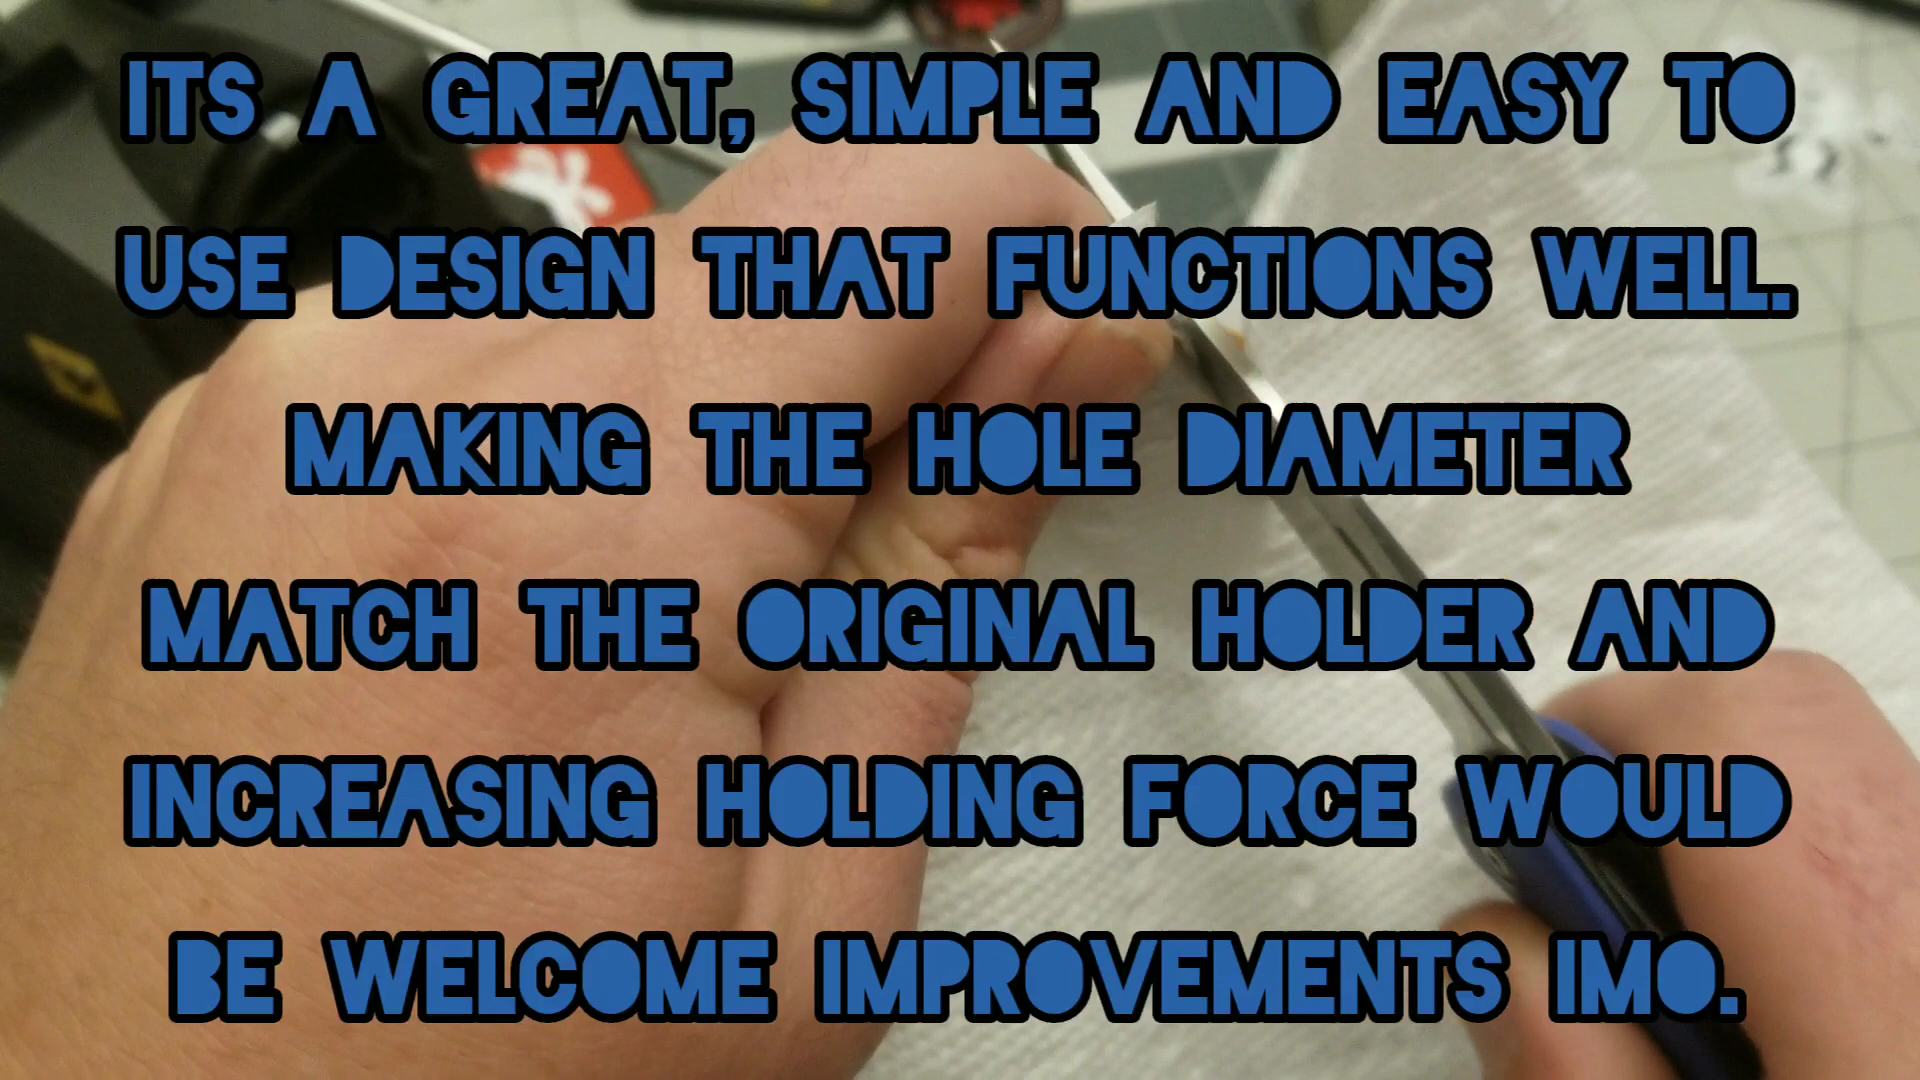 ITS A GREAT, SIMPLE AND EASY TO
USE DESIGN THAT FUNCTIONS WELL.
MAKING THE HOLE DIAMETER
MATCH THE ORIGINAL HOLDER AND
INCREASING HOLDING FORCE WOULD
BE WELCOME IMPROVEMENTS IMO.